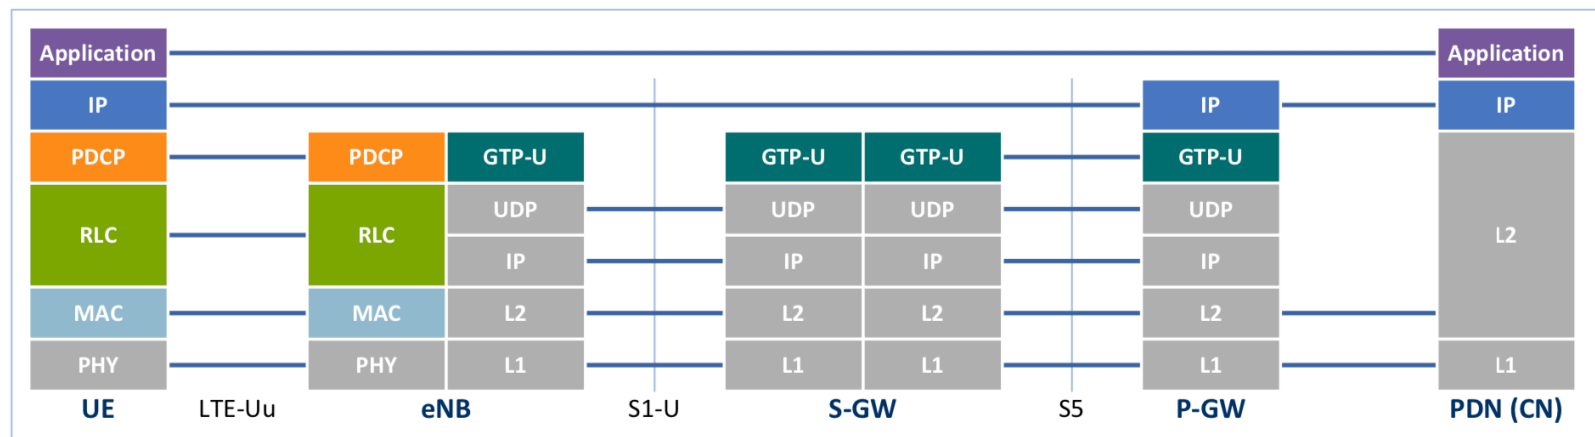 Application Application
IP IP IP
PDCP PDCP GTP-U GTP-U GTP-U GTP-U
UDP UDP UDP UDP
RLC RLC L2
IP IP IP IP
MAC MAC L2 L2 L2 L2
PHY PHY L1 L1 L1 L1 L1
UE LTE-Uu eNB S1-U S-GW S5 P-GW PDN (CN)